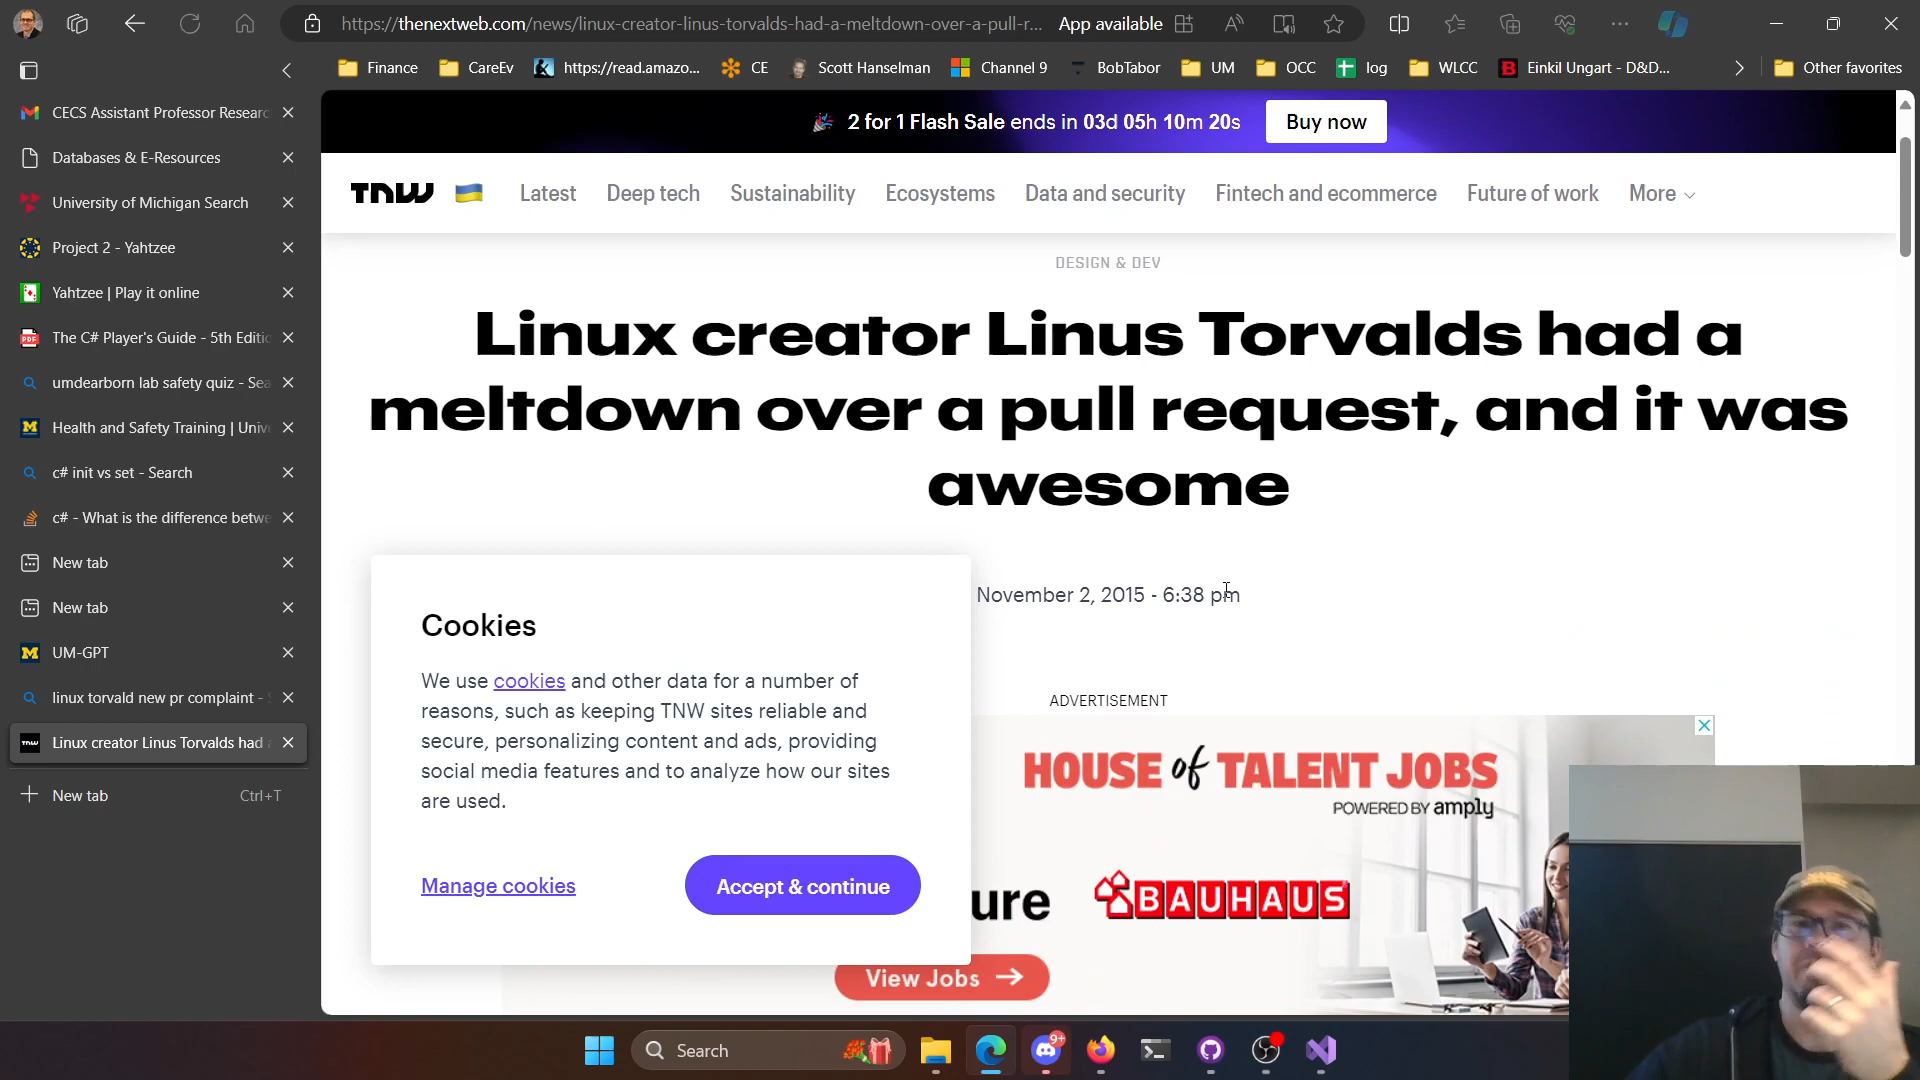 https://thenextweb.com/news/linux-creator-linus-torvalds-had-a-meltdown-over-a-pull-r...
App available
Finance
CareEv
https://read.amazo...
CE
Scott Hanselman
Channel 9
BobTabor
UM
OCC
log
WLCC
Einkil Ungart - D&D...
Other favorites
CECS Assistant Professor Researc
Databases & E-Resources
University of Michigan Search
Project 2 - Yahtzee
Yahtzee | Play it online
The C# Player's Guide - 5th Editic
umdearborn lab safety quiz - Sea
Health and Safety Training | Unive
c# init vs set - Search
c# - What is the difference betwe
New tab
New tab
UM-GPT
linux torvald new pr complaint - S
Linux creator Linus Torvalds had a
New tab
Ctrl+T
2 for 1 Flash Sale ends in 03d 05h 10m 20s
Buy now
TNW
Latest
Deep tech
Sustainability
Ecosystems
Data and security
Fintech and ecommerce
Future of work
More
DESIGN & DEV
Linux creator Linus Torvalds had a
meltdown over a pull request, and it was
awesome
November 2, 2015 - 6:38 pm
Cookies
We use cookies and other data for a number of
reasons, such as keeping TNW sites reliable and
secure, personalizing content and ads, providing
social media features and to analyze how our sites
are used.
Manage cookies
Accept & continue
ADVERTISEMENT
HOUSE of TALENT JOBS
POWERED BY amply
ure
BAUHAUS
View Jobs
Search
9+